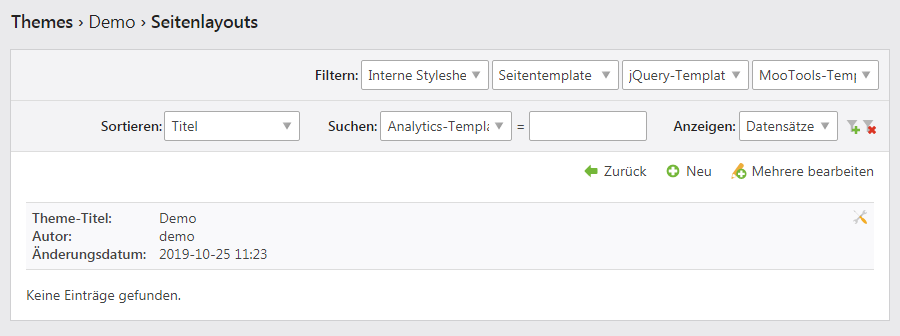 Themes › Demo › Seitenlayouts
Filtern: Interne Styleshe Seitentemplate jQuery-Templat MooTools-Temp
Sortieren: Titel Suchen: Analytics-Templa = Anzeigen: Datensätze
Zurück Neu Mehrere bearbeiten
Theme-Titel: Demo
Autor: demo
Änderungsdatum: 2019-10-25 11:23
Keine Einträge gefunden.